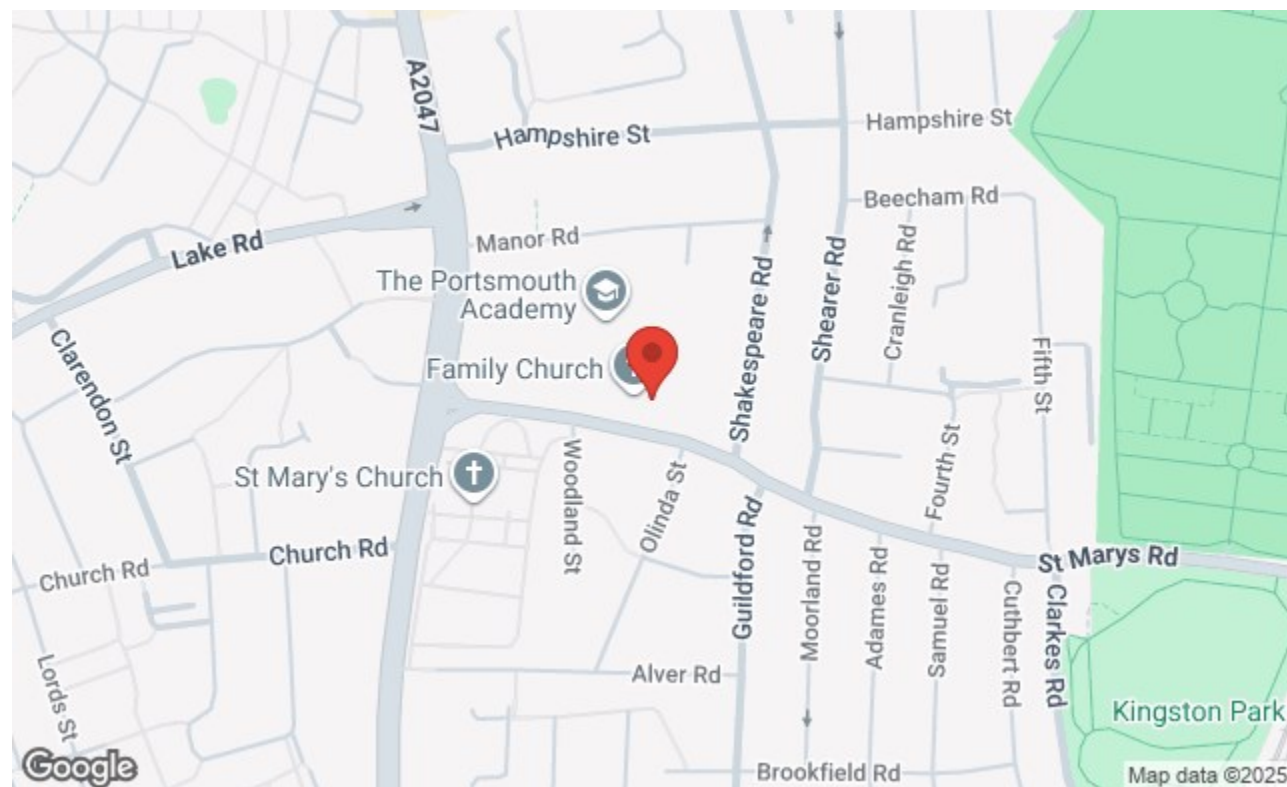 A2047
Hampshire St
Hampshire St
Beecham Rd
Lake Rd
Manor Rd
Cranleigh Rd
Shakespeare Rd
Shearer Rd
The Portsmouth
Academy
Family Church
Clarendon St
Fifth St
Fourth St
St Mary's Church
Woodland St
Olinda St
Guildford Rd
Church Rd
Church Rd
Moorland Rd
Adames Rd
Samuel Rd
St Marys Rd
Cuthbert Rd
Clarkes Rd
Lords St
Alver Rd
Kingston Park
Brookfield Rd
Google
Map data ©2025